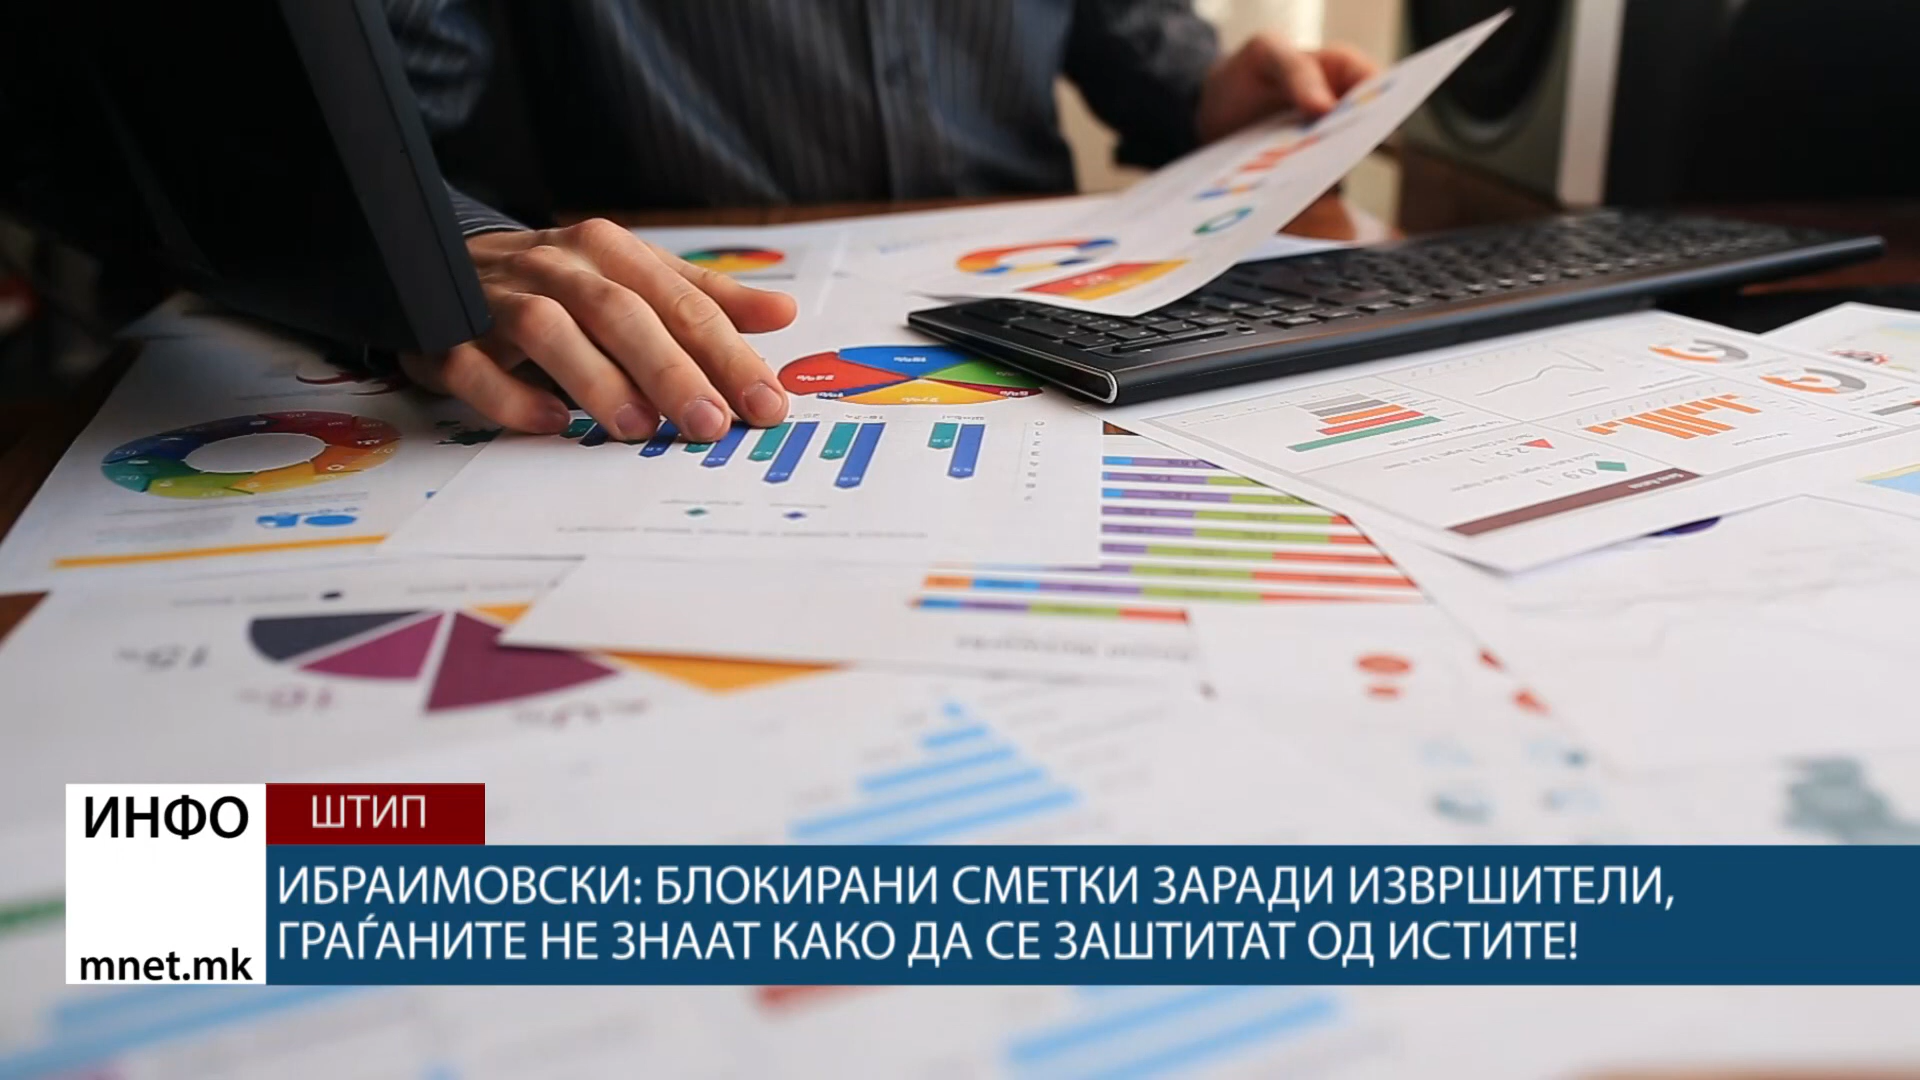 ИНФО
ШТИП
ИБРАИМОВСКИ: БЛОКИРАНИ СМЕТКИ ЗАРАДИ ИЗВРШИТЕЛИ,
ГРАЃАНИТЕ НЕ ЗНААТ КАКО ДА СЕ ЗАШТИТАТ ОД ИСТИТЕ!
mnet.mk